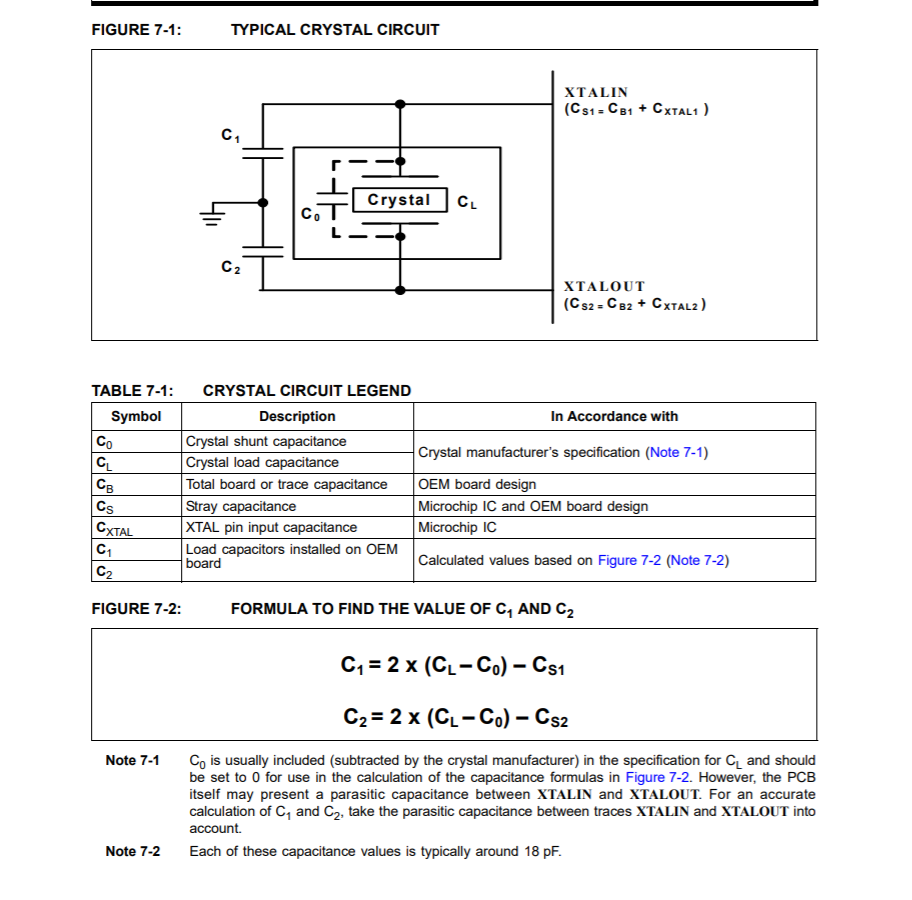 FIGURE 7-1: TYPICAL CRYSTAL CIRCUIT
XTALIN
(CS1 = CB1 + CXTAL1 )
C1
Crystal
CL
C0
C2
XTALOUT
(CS2 = CB2 + CXTAL2 )
TABLE 7-1: CRYSTAL CIRCUIT LEGEND
Symbol Description In Accordance with
C0 Crystal shunt capacitance
Crystal manufacturer's specification (Note 7-1)
CL Crystal load capacitance
CB Total board or trace capacitance OEM board design
CS Stray capacitance Microchip IC and OEM board design
CXTAL XTAL pin input capacitance Microchip IC
C1 Load capacitors installed on OEM
board
Calculated values based on Figure 7-2 (Note 7-2)
C2
FIGURE 7-2: FORMULA TO FIND THE VALUE OF C1 AND C2
C1 = 2 x (CL – C0) – CS1
C2 = 2 x (CL – C0) – CS2
Note 7-1 C0 is usually included (subtracted by the crystal manufacturer) in the specification for CL and should
be set to 0 for use in the calculation of the capacitance formulas in Figure 7-2. However, the PCB
itself may present a parasitic capacitance between XTALIN and XTALOUT. For an accurate
calculation of C1 and C2, take the parasitic capacitance between traces XTALIN and XTALOUT into
account.
Note 7-2 Each of these capacitance values is typically around 18 pF.